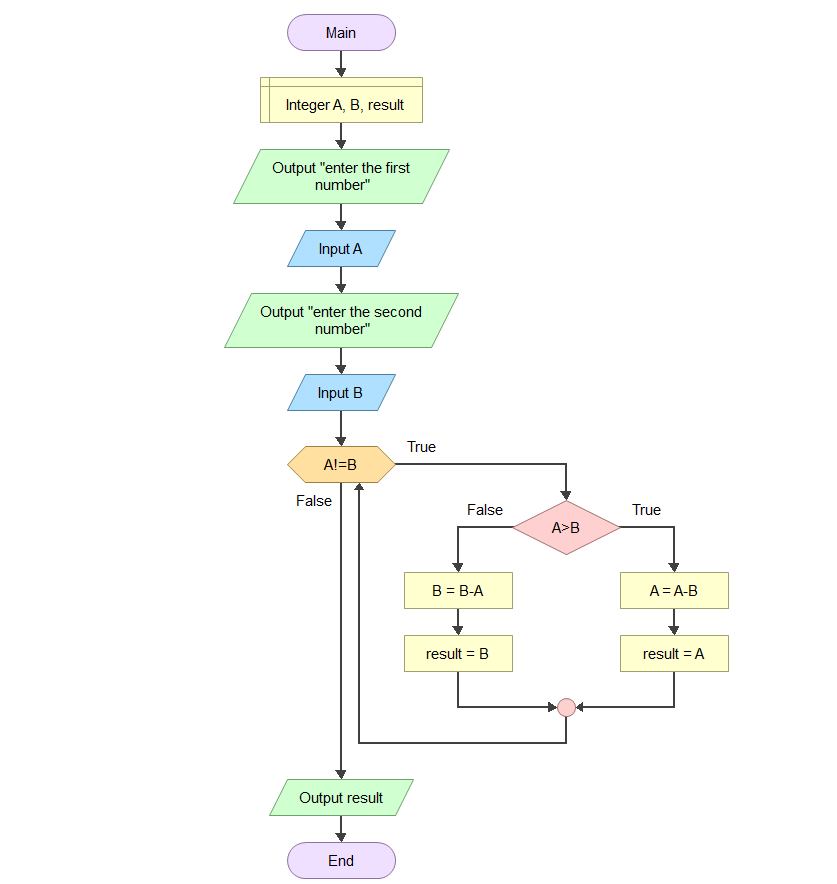 Main
Integer A, B, result
Output "enter the first
number"
Input A
Output "enter the second
number"
Input B
A!=B
True
False
False
A>B
True
B = B-A
A = A-B
result = B
result = A
Output result
End